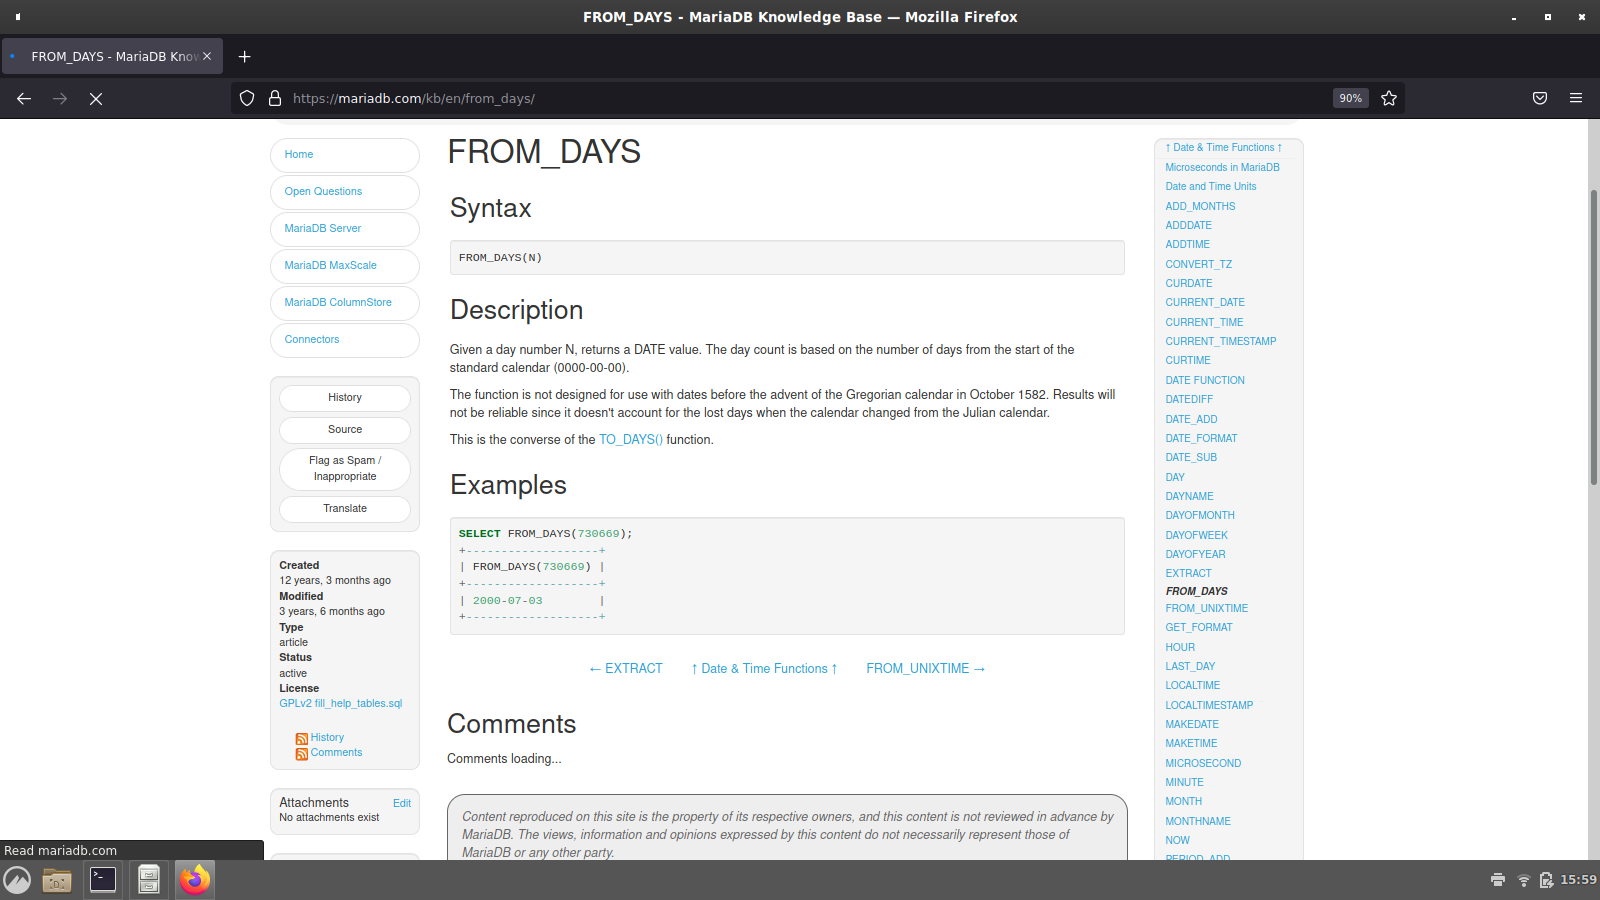 FROM_DAYS - MariaDB Knowledge Base — Mozilla Firefox
FROM_DAYS - MariaDB Know
https://mariadb.com/kb/en/from_days/
90%
Home
Open Questions
MariaDB Server
MariaDB MaxScale
MariaDB ColumnStore
Connectors
History
Source
Flag as Spam /
Inappropriate
Translate
Created
12 years, 3 months ago
Modified
3 years, 6 months ago
Type
article
Status
active
License
GPLv2 fill_help_tables.sql
History
Comments
Attachments Edit
No attachments exist
FROM_DAYS
Syntax
FROM_DAYS(N)
Description
Given a day number N, returns a DATE value. The day count is based on the number of days from the start of the
standard calendar (0000-00-00).
The function is not designed for use with dates before the advent of the Gregorian calendar in October 1582. Results will
not be reliable since it doesn't account for the lost days when the calendar changed from the Julian calendar.
This is the converse of the TO_DAYS() function.
Examples
SELECT FROM_DAYS(730669);
+-------------------+
| FROM_DAYS(730669) |
+-------------------+
| 2000-07-03        |
+-------------------+
← EXTRACT ↑ Date & Time Functions ↑ FROM_UNIXTIME →
Comments
Comments loading...
Content reproduced on this site is the property of its respective owners, and this content is not reviewed in advance by
MariaDB. The views, information and opinions expressed by this content do not necessarily represent those of
MariaDB or any other party.
↑ Date & Time Functions ↑
Microseconds in MariaDB
Date and Time Units
ADD_MONTHS
ADDDATE
ADDTIME
CONVERT_TZ
CURDATE
CURRENT_DATE
CURRENT_TIME
CURRENT_TIMESTAMP
CURTIME
DATE FUNCTION
DATEDIFF
DATE_ADD
DATE_FORMAT
DATE_SUB
DAY
DAYNAME
DAYOFMONTH
DAYOFWEEK
DAYOFYEAR
EXTRACT
FROM_DAYS
FROM_UNIXTIME
GET_FORMAT
HOUR
LAST_DAY
LOCALTIME
LOCALTIMESTAMP
MAKEDATE
MAKETIME
MICROSECOND
MINUTE
MONTH
MONTHNAME
NOW
PERIOD_ADD
Read mariadb.com
15:59